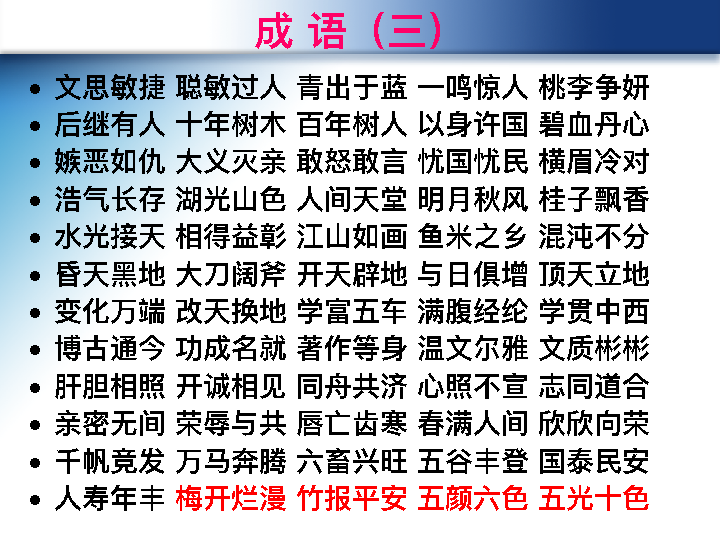 成 语（三）
• 文思敏捷 聪敏过人 青出于蓝 一鸣惊人 桃李争妍
• 后继有人 十年树木 百年树人 以身许国 碧血丹心
• 嫉恶如仇 大义灭亲 敢怒敢言 忧国忧民 横眉冷对
• 浩气长存 湖光山色 人间天堂 明月秋风 桂子飘香
• 水光接天 相得益彰 江山如画 鱼米之乡 混沌不分
• 昏天黑地 大刀阔斧 开天辟地 与日俱增 顶天立地
• 变化万端 改天换地 学富五车 满腹经纶 学贯中西
• 博古通今 功成名就 著作等身 温文尔雅 文质彬彬
• 肝胆相照 开诚相见 同舟共济 心照不宣 志同道合
• 亲密无间 荣辱与共 唇亡齿寒 春满人间 欣欣向荣
• 千帆竞发 万马奔腾 六畜兴旺 五谷丰登 国泰民安
• 人寿年丰 梅开烂漫 竹报平安 五颜六色 五光十色